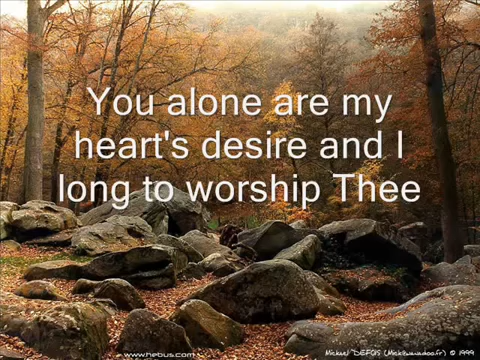 You alone are my
heart's desire and I
long to worship Thee
www.hebus.com